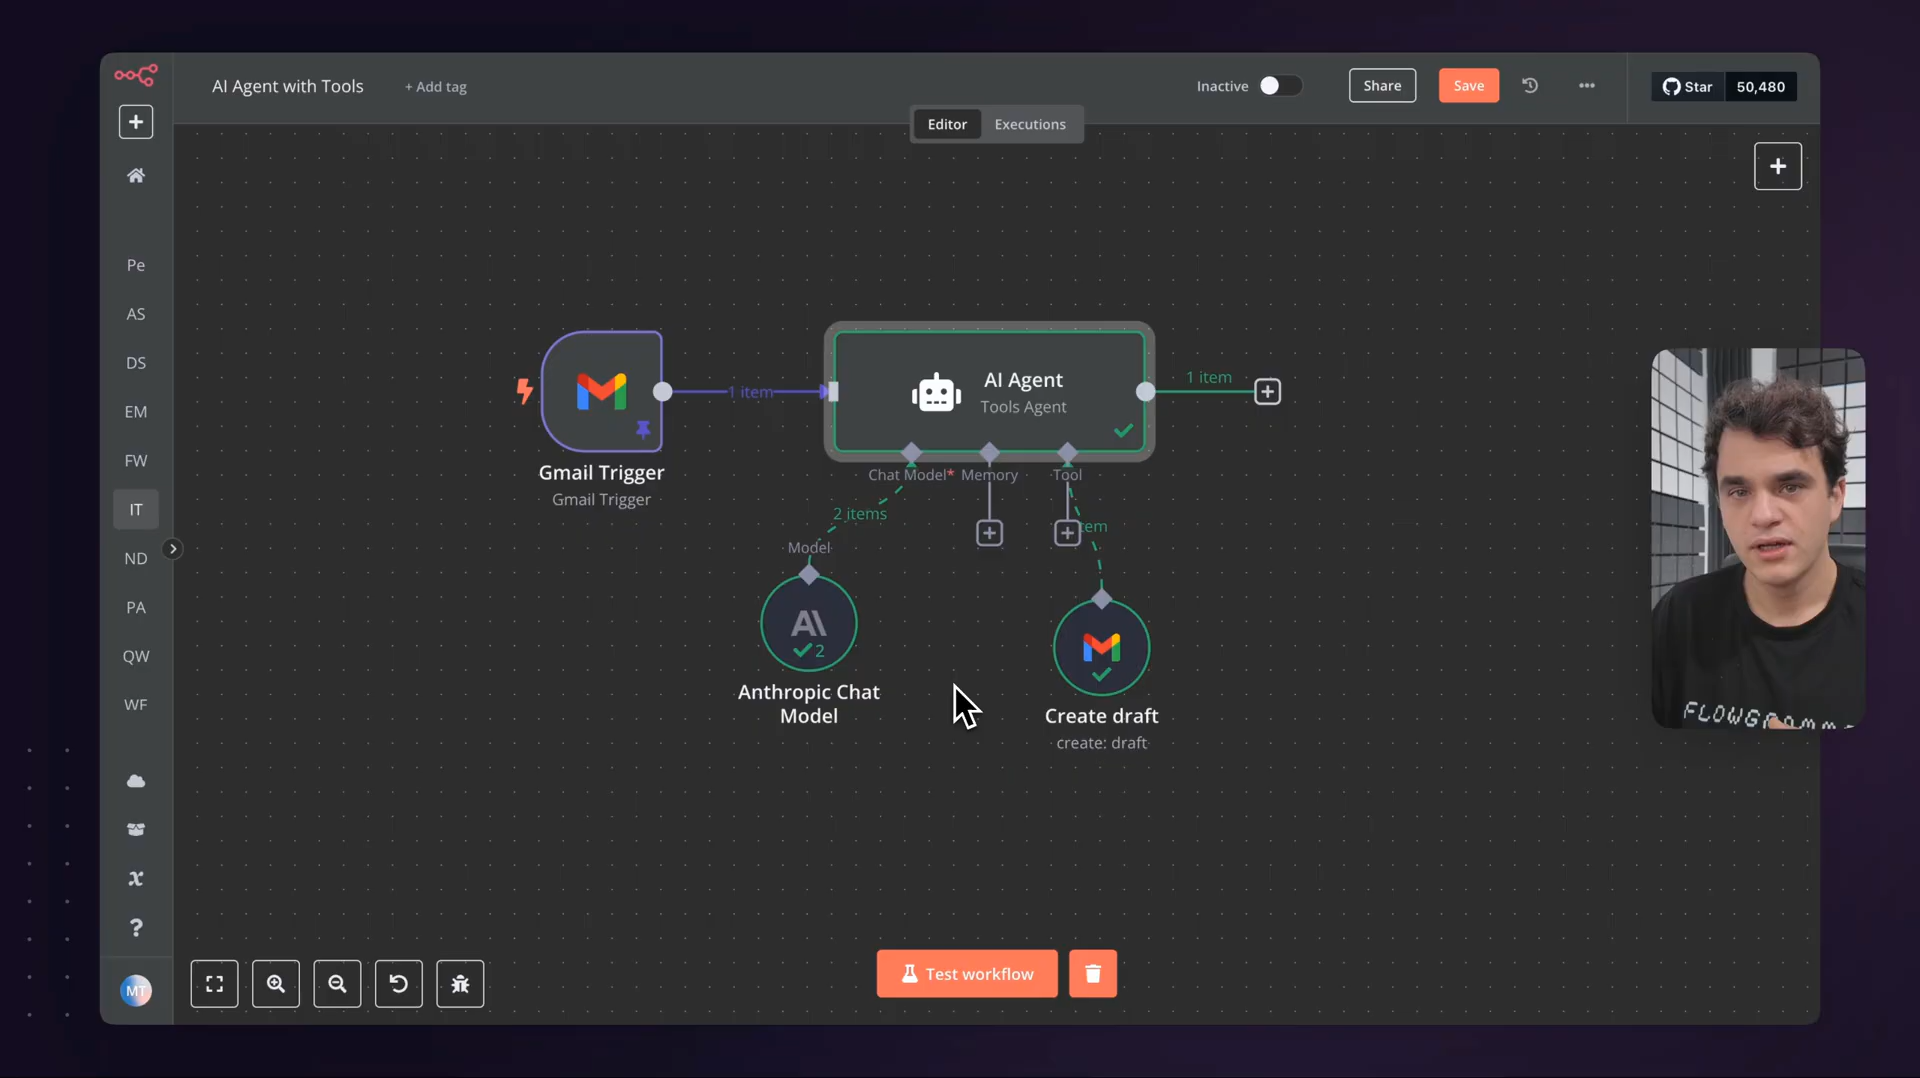 AI Agent with Tools
+ Add tag
Inactive
Share
Save
Star
50,480
Editor
Executions
Pe
AS
DS
EM
FW
IT
ND
PA
QW
WF
MT
1 item
AI Agent
Tools Agent
1 item
Gmail Trigger
Gmail Trigger
Chat Model*
Memory
Tool
2 items
Model
2
Anthropic Chat
Model
Create draft
create: draft
Test workflow